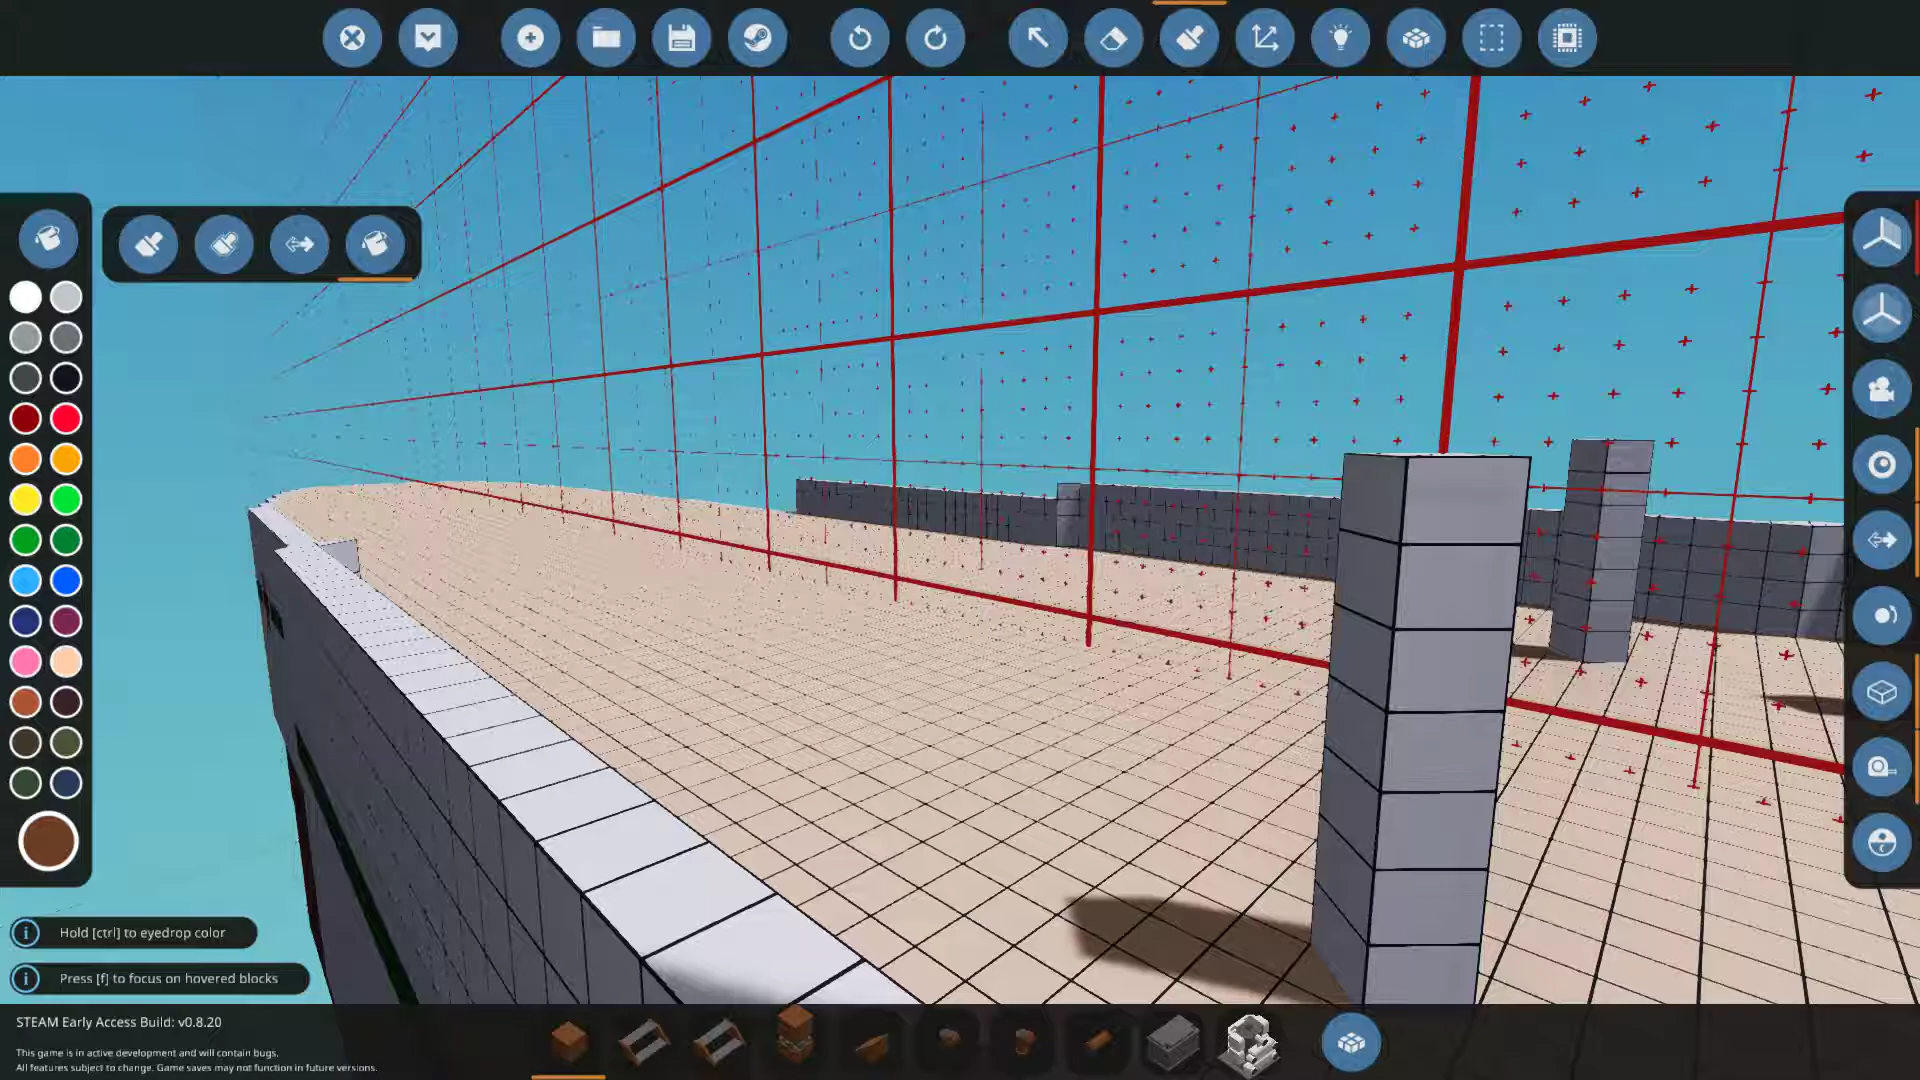 Hold [ctrl] to eyedrop color
Press [f] to focus on hovered blocks
STEAM Early Access Build: v0.8.20
This game is in active development and will contain bugs.
All features subject to change. Game saves may not function in future versions.